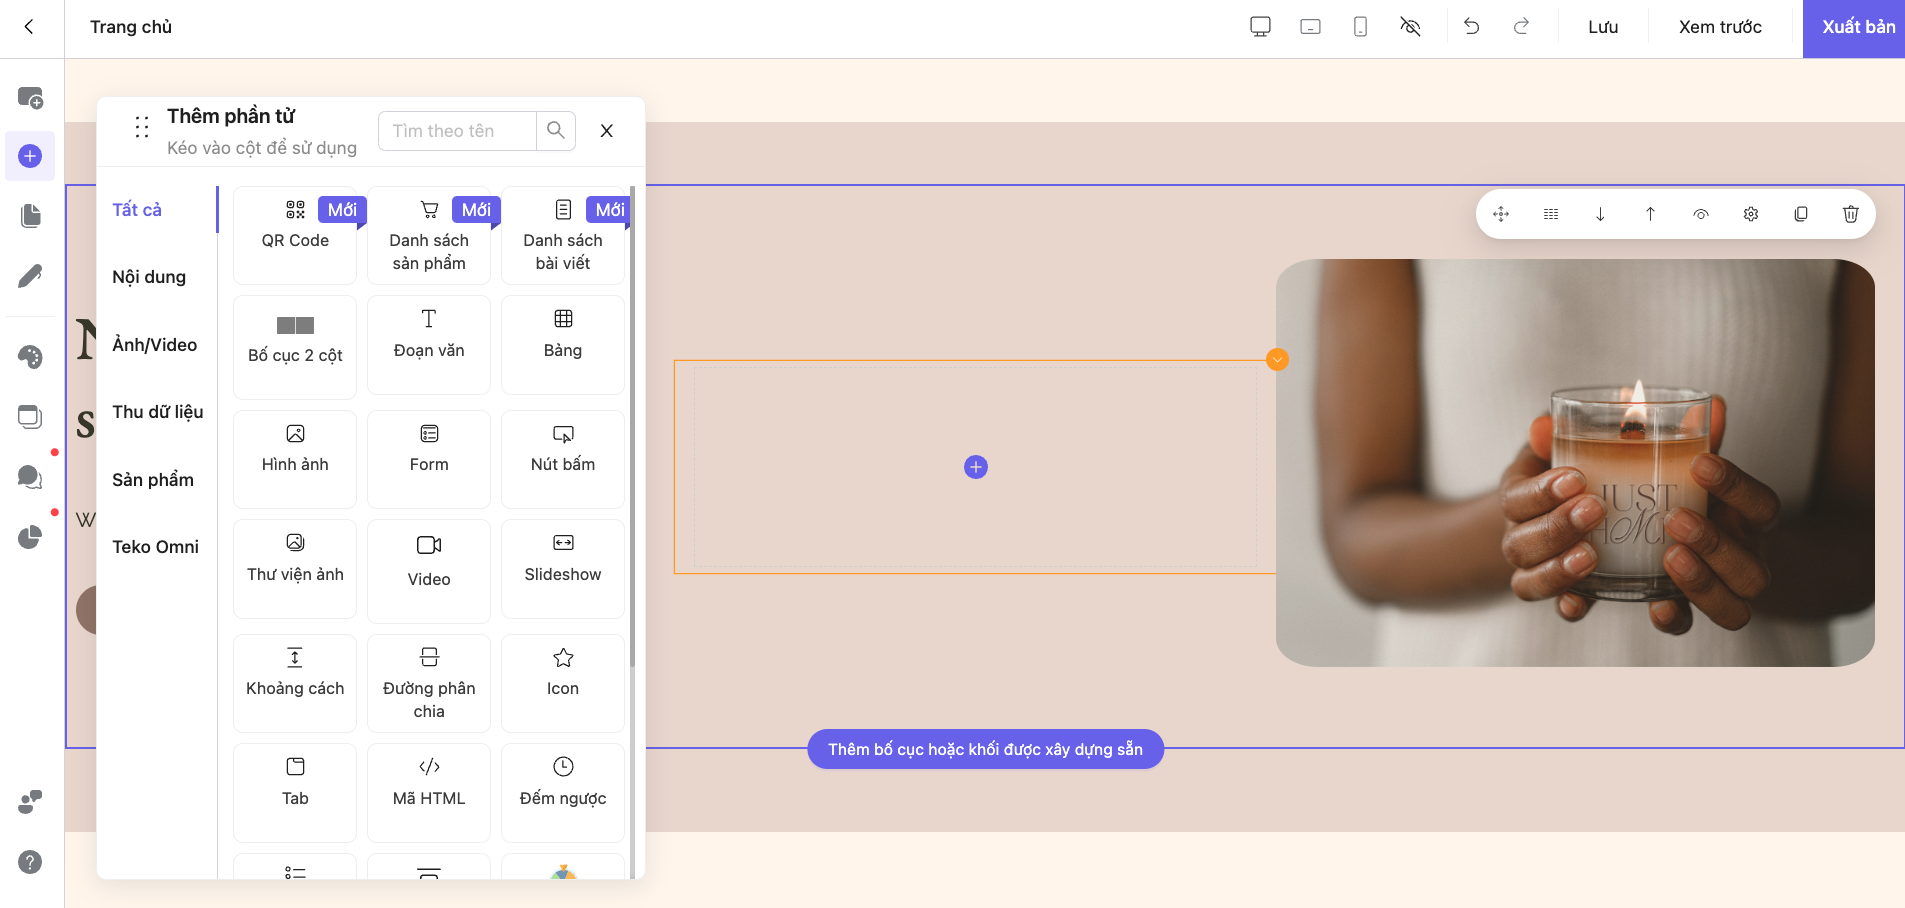 Trang chủ
Lưu
Xem trước
Xuất bản
Thêm phần tử
Kéo vào cột để sử dụng
Tìm theo tên
Tất cả
Nội dung
Ảnh/Video
Thu dữ liệu
Sản phẩm
Teko Omni
Mới
QR Code
Mới
Danh sách
sản phẩm
Mới
Danh sách
bài viết
Bố cục 2 cột
Đoạn văn
Bảng
Hình ảnh
Form
Nút bấm
Thư viện ảnh
Video
Slideshow
Khoảng cách
Đường phân
chia
Icon
Tab
Mã HTML
Đếm ngược
JUST
Thêm bố cục hoặc khối được xây dựng sẵn